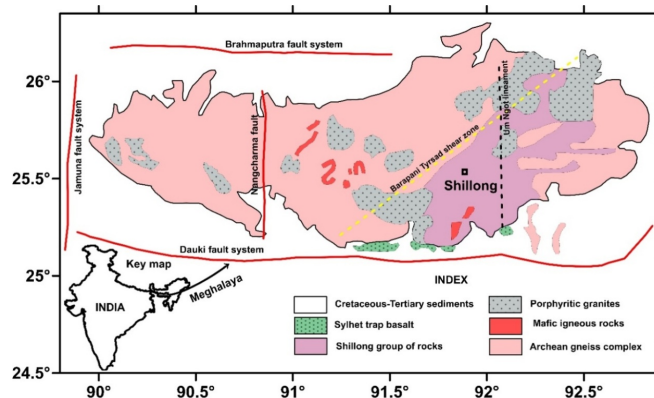 Brahmaputra fault system
26°
Jamuna fault system
Nangcharma fault
Barapani Tyrsad shear zone
Um Ngot lineament
25.5°
Shillong
Dauki fault system
25°
Key map
INDIA
Meghalaya
INDEX
Cretaceous-Tertiary sediments
Porphyritic granites
Sylhet trap basalt
Mafic igneous rocks
Shillong group of rocks
Archean gneiss complex
24.5°
90°
90.5°
91°
91.5°
92°
92.5°